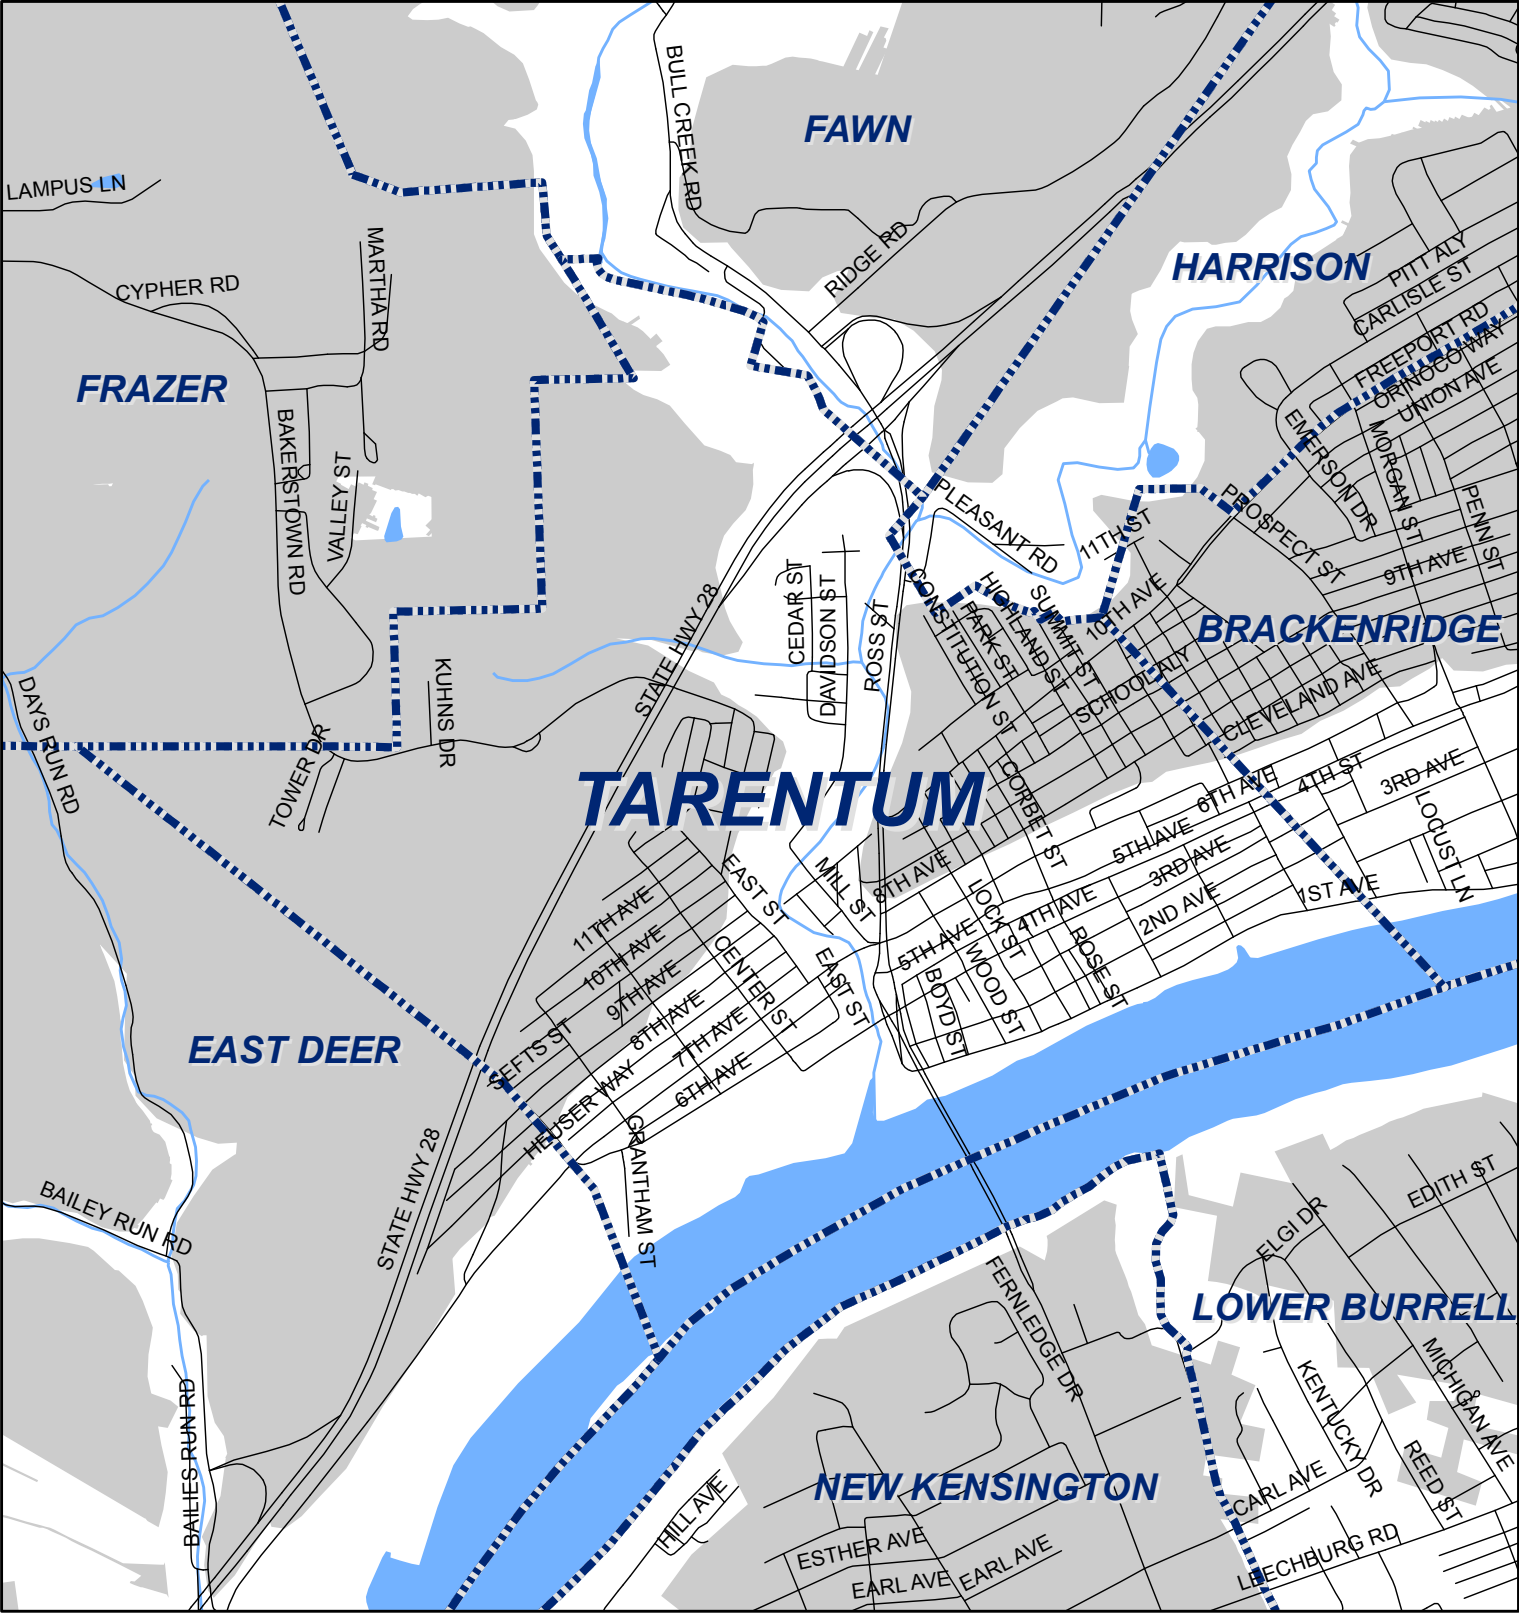 BULL CREEK RD
FAWN
LAMPUS LN
MARTHA RD
RIDGE RD
HARRISON
PITT ALY
CARLISLE ST
CYPHER RD
FREEPORT RD
ORINOCO WAY
UNION AVE
FRAZER
BAKERSTOWN RD
VALLEY ST
EMERSON DR
MORGAN ST
PENN ST
PLEASANT RD
PROSPECT ST
11TH ST
9TH AVE
CEDAR ST
DAVIDSON ST
ROSS ST
CONSTITUTION ST
PARK ST
HIGHLAND ST
SUMMIT ST
10TH AVE
BRACKENRIDGE
STATE HWY 28
SCHOOL ALY
CLEVELAND AVE
KUHNS DR
DAYS RUN RD
TOWER DR
TARENTUM
CORBET ST
6TH AVE
4TH ST
3RD AVE
LOCUST LN
5TH AVE
3RD AVE
EAST ST
MILL ST
8TH AVE
LOCK ST
4TH AVE
2ND AVE
1ST AVE
11TH AVE
10TH AVE
9TH AVE
CENTER ST
EAST ST
5TH AVE
WOOD ST
ROSE ST
BOYD ST
EAST DEER
SEFTS ST
8TH AVE
7TH AVE
6TH AVE
HEUSER WAY
GRANTHAM ST
STATE HWY 28
BAILEY RUN RD
EDITH ST
ELGI DR
FERNLEDGE DR
LOWER BURRELL
MICHIGAN AVE
KENTUCKY DR
REED ST
BAILIES RUN RD
NEW KENSINGTON
CARL AVE
HILL AVE
ESTHER AVE
EARL AVE
EARL AVE
LEECHBURG RD